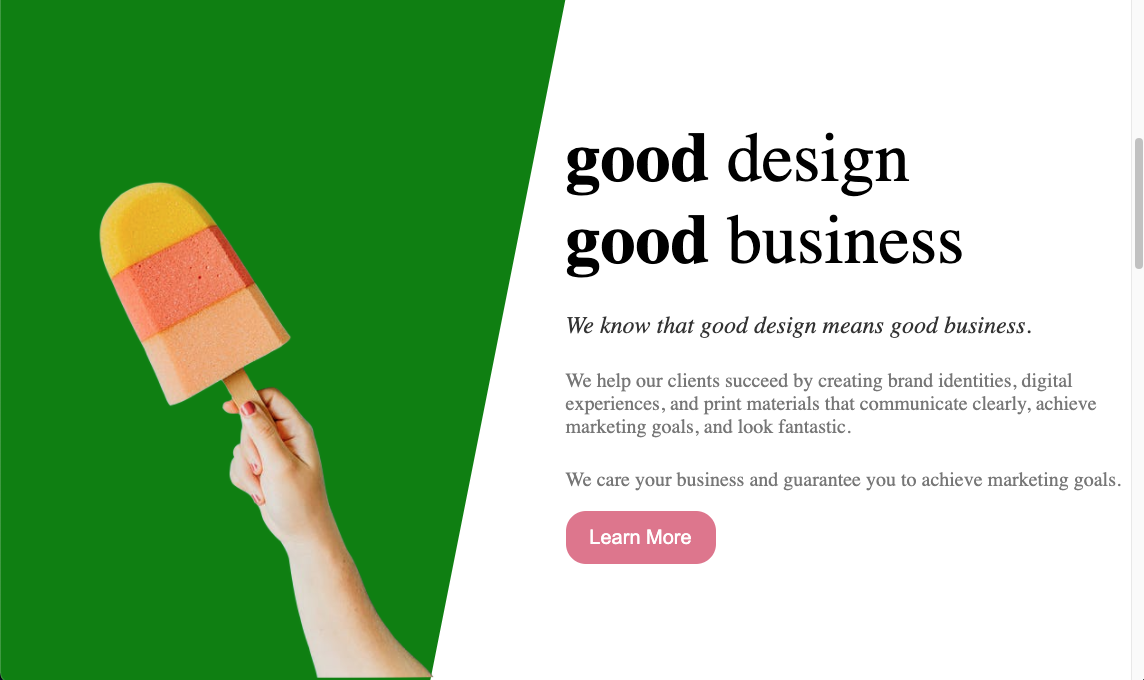 good design
good business
We know that good design means good business.
We help our clients succeed by creating brand identities, digital
experiences, and print materials that communicate clearly, achieve
marketing goals, and look fantastic.
We care your business and guarantee you to achieve marketing goals.
Learn More